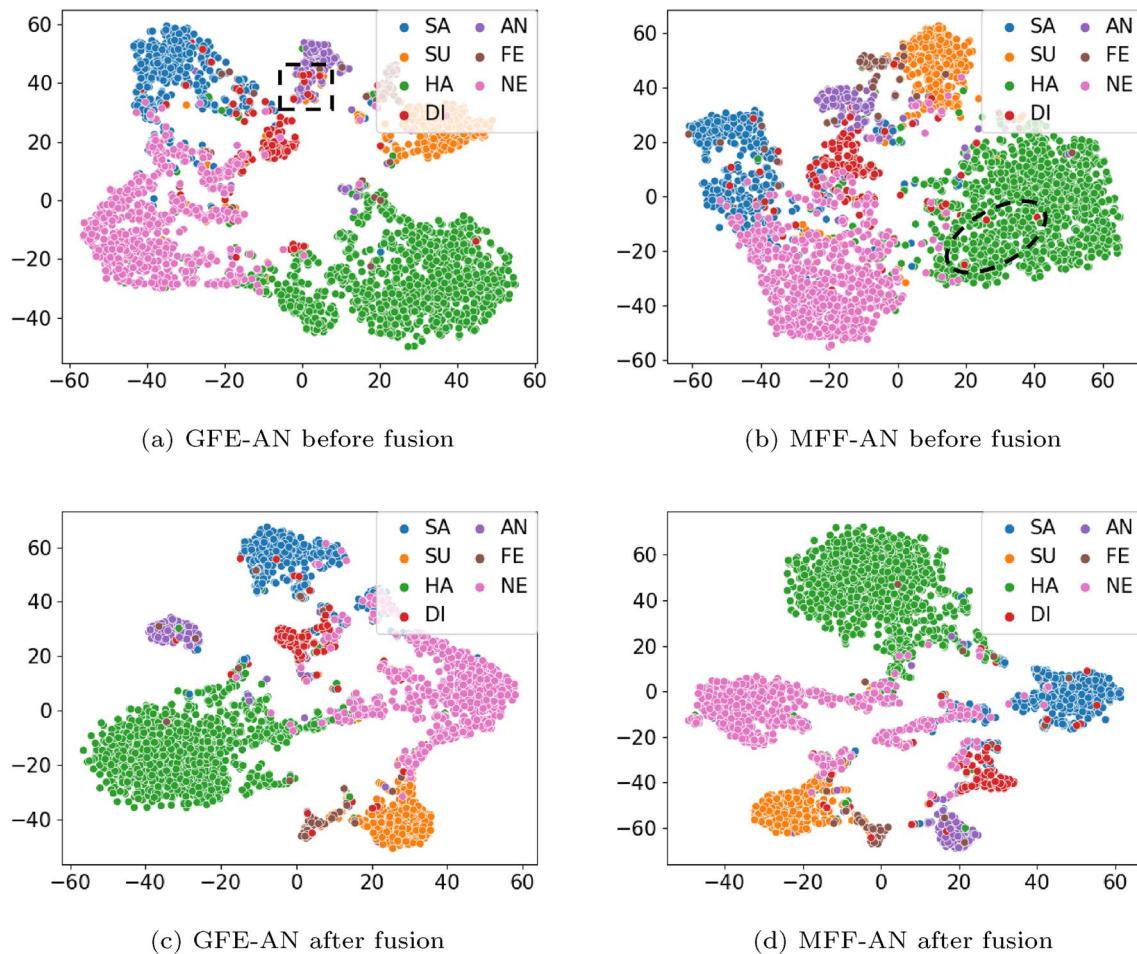 SA AN
SU FE
HA NE
DI
60
40
20
0
−20
−40
−60 −40 −20 0 20 40 60
(a) GFE-AN before fusion
SA AN
SU FE
HA NE
DI
60
40
20
0
−20
−40
−60
−60 −40 −20 0 20 40 60
(b) MFF-AN before fusion
SA AN
SU FE
HA NE
DI
60
40
20
0
−20
−40
−60 −40 −20 0 20 40 60
(c) GFE-AN after fusion
SA AN
SU FE
HA NE
DI
60
40
20
0
−20
−40
−60
−40 −20 0 20 40 60
(d) MFF-AN after fusion